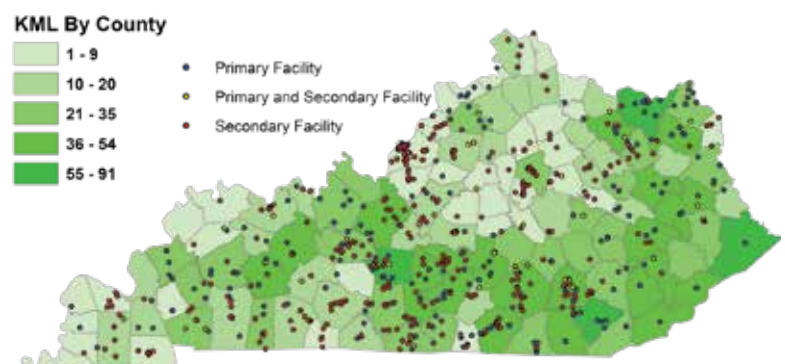 KML By County
1 - 9
10 - 20
21 - 35
36 - 54
55 - 91
Primary Facility
Primary and Secondary Facility
Secondary Facility